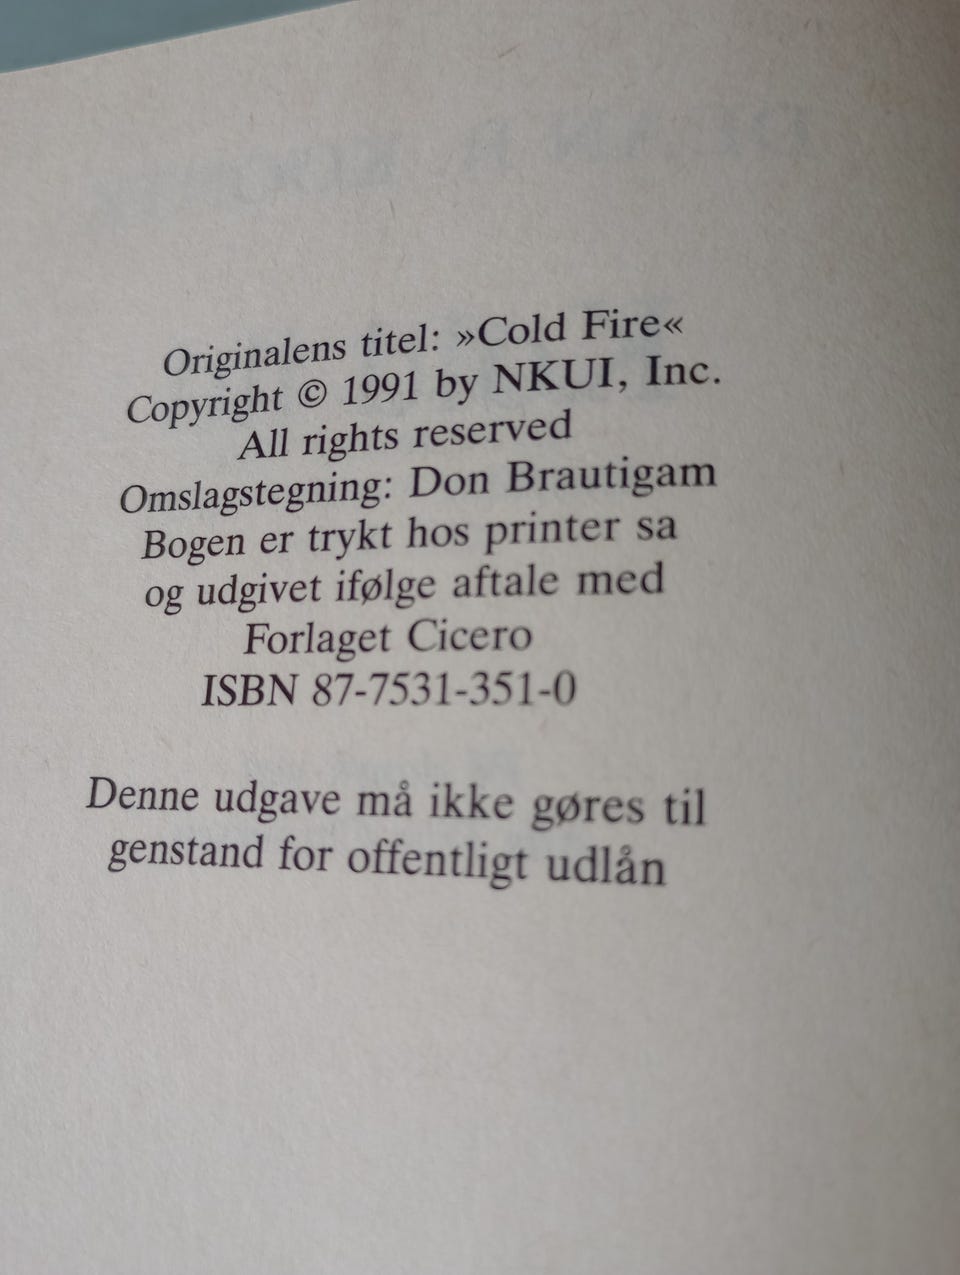 Originalens titel: »Cold Fire«
Copyright © 1991 by NKUI, Inc.
All rights reserved
Omslagstegning: Don Brautigam
Bogen er trykt hos printer sa
og udgivet ifølge aftale med
Forlaget Cicero
ISBN 87-7531-351-0
Denne udgave må ikke gøres til
genstand for offentligt udlån